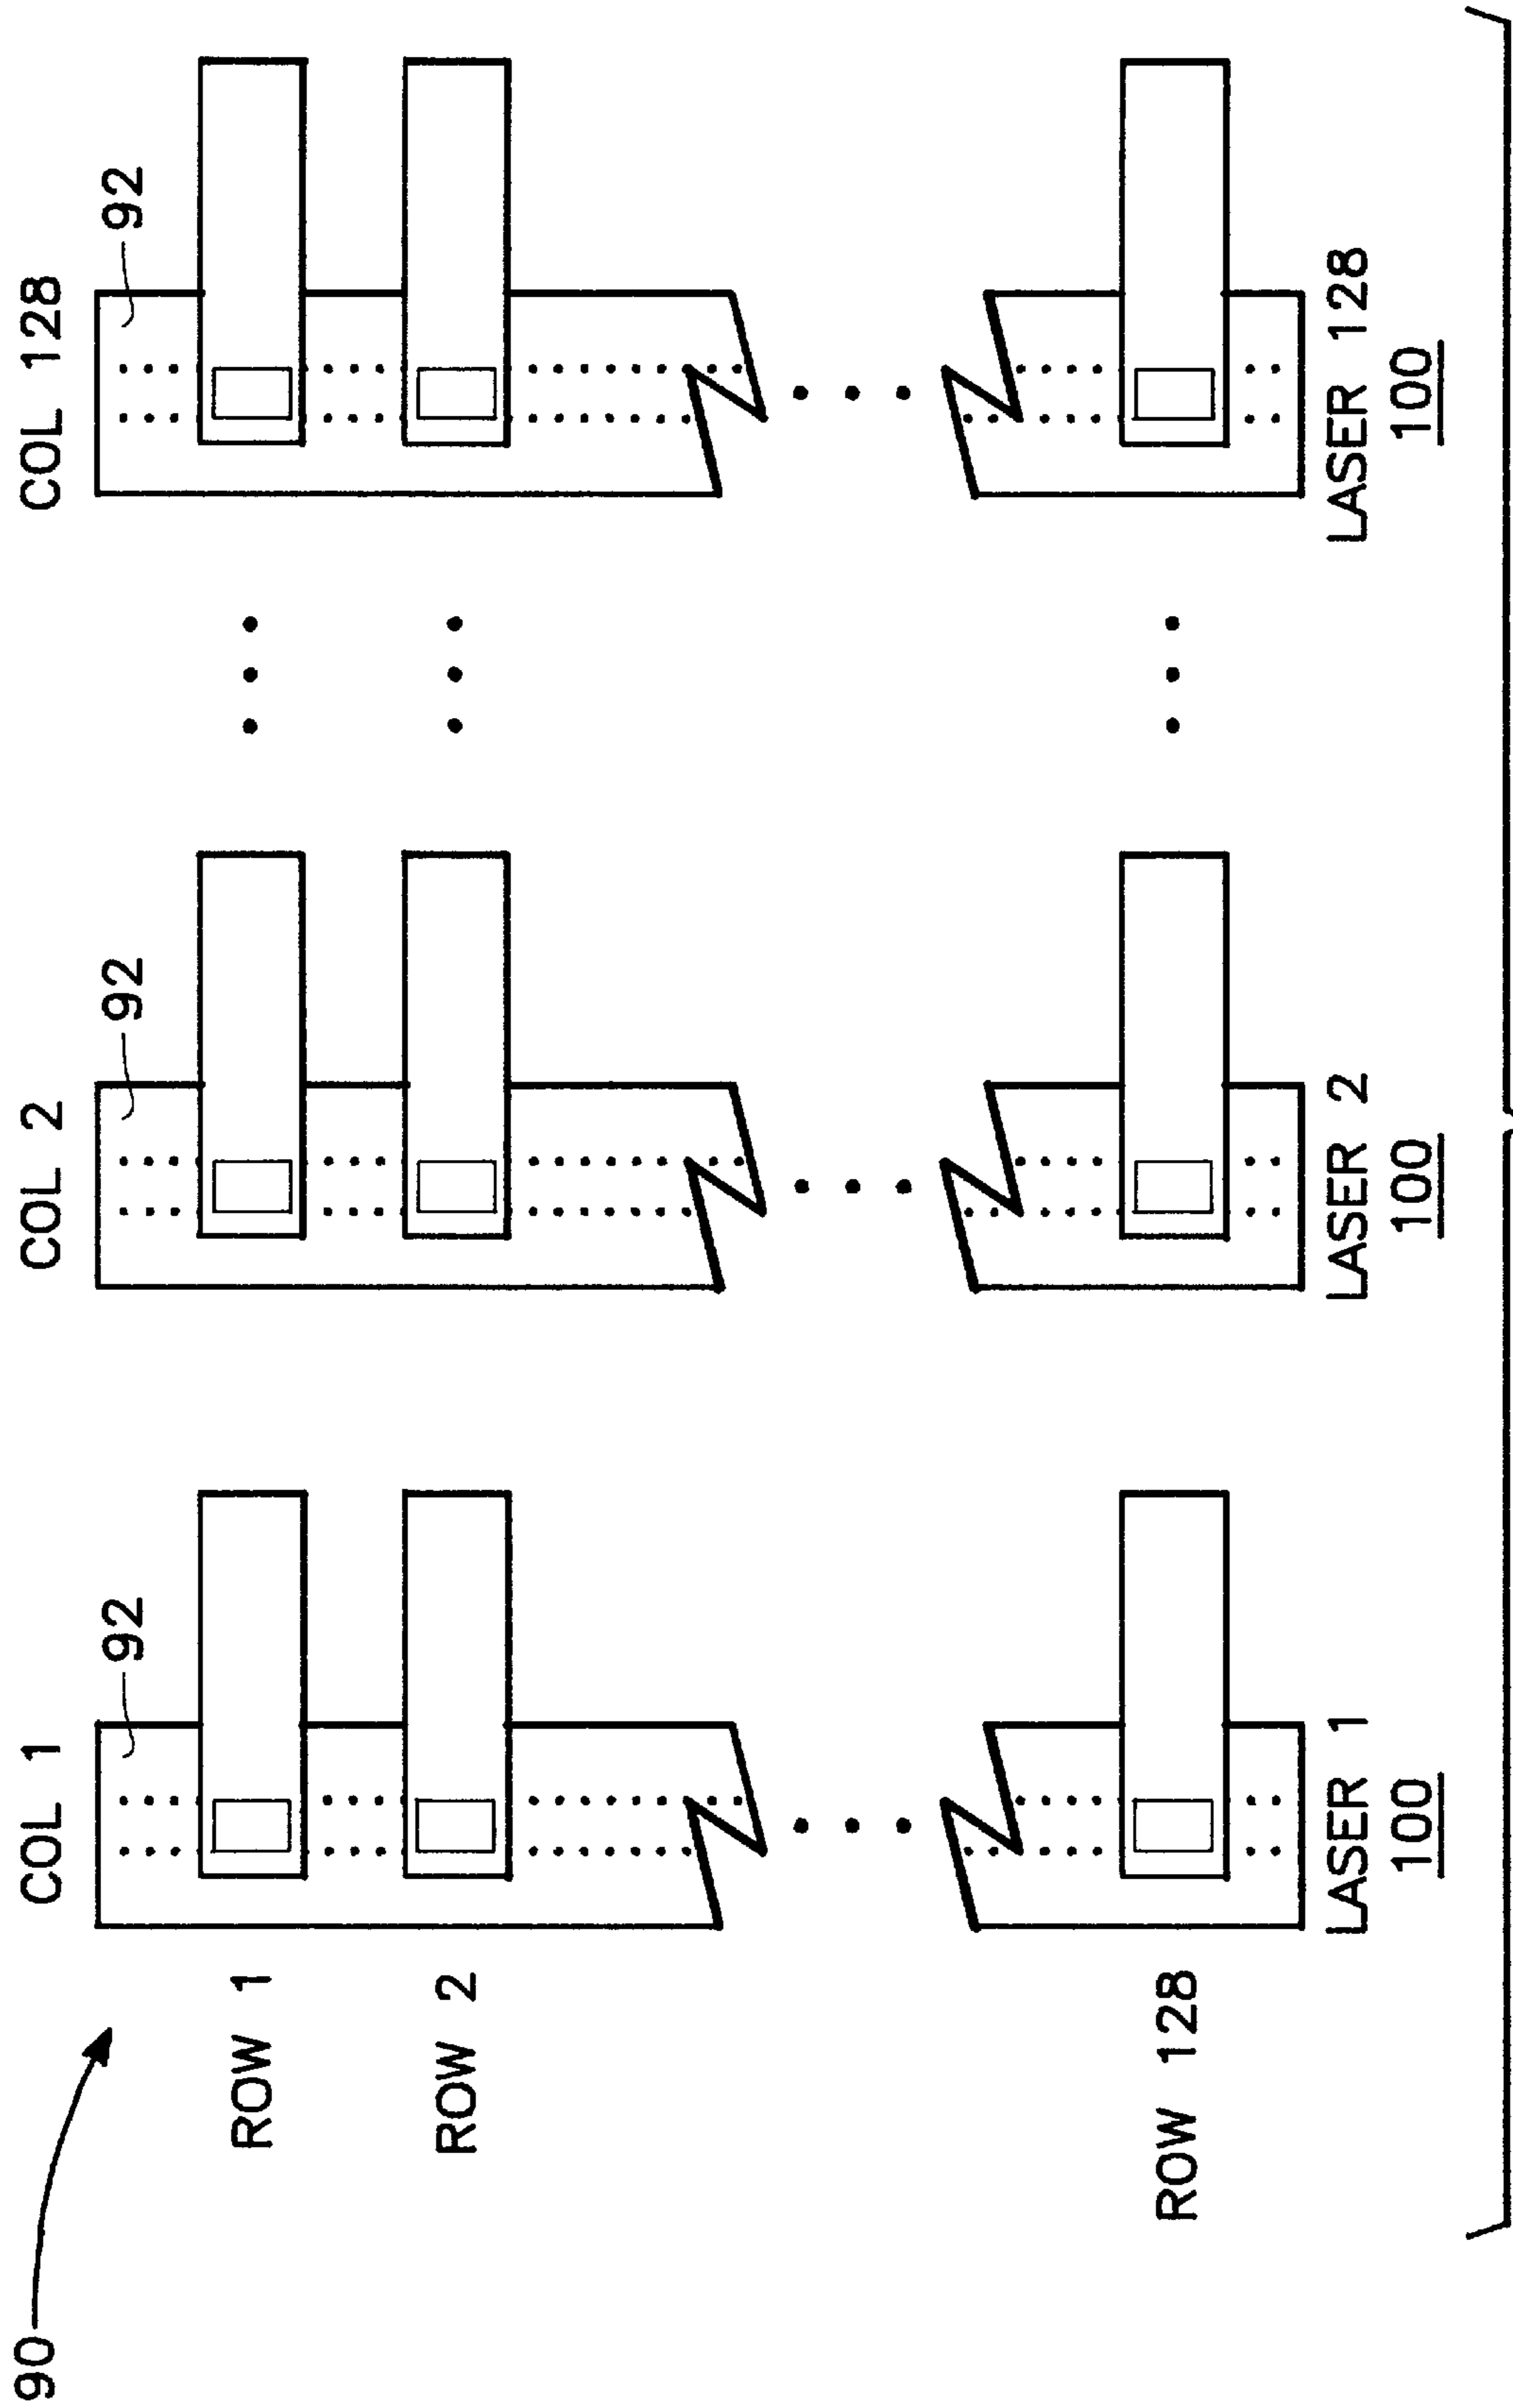 90
COL 1
COL 2
COL 128
92
92
92
ROW 1
ROW 2
ROW 128
LASER 1
LASER 2
LASER 128
100
100
100